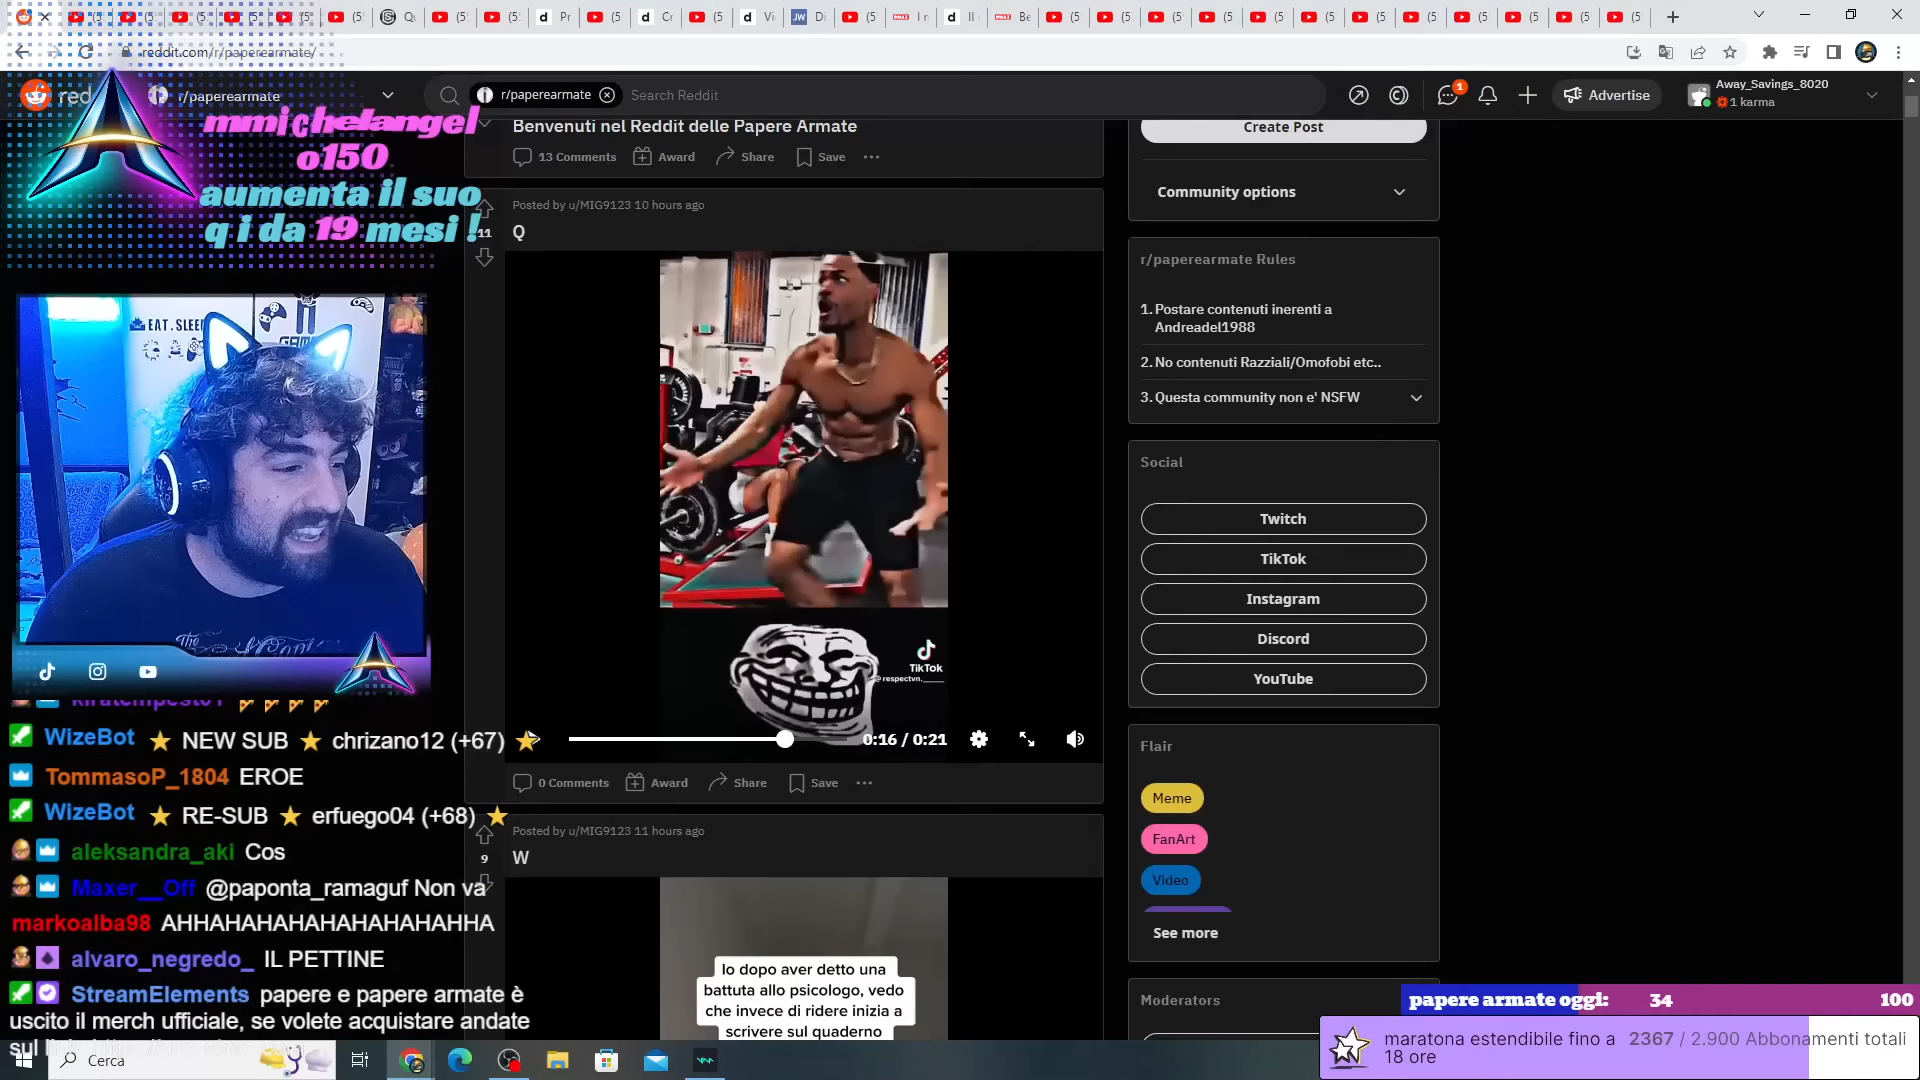 reddit.com/r/paperearmate/
red
r/paperearmate
r/paperearmate
Search Reddit
1
Advertise
Away_Savings_8020
1 karma
mmichelangel
o150
aumenta il suo
q i da 19 mesi !
Benvenuti nel Reddit delle Papere Armate
13 Comments
Award
Share
Save
Posted by u/MIG9123 10 hours ago
11
Q
TikTok
0:16 / 0:21
0 Comments
Award
Share
Save
Posted by u/MIG9123 11 hours ago
9
W
Io dopo aver detto una
battuta allo psicologo, vedo
che invece di ridere inizia a
scrivere sul quaderno
Create Post
Community options
r/paperearmate Rules
1. Postare contenuti inerenti a
Andreadel1988
2. No contenuti Razziali/Omofobi etc..
3. Questa community non e' NSFW
Social
Twitch
TikTok
Instagram
Discord
YouTube
Flair
Meme
FanArt
Video
See more
Moderators
EAT.SLEE
WizeBot NEW SUB chrizano12 (+67)
TommasoP_1804 EROE
WizeBot RE-SUB erfuego04 (+68)
aleksandra_aki Cos
Maxer__Off @paponta_ramaguf Non va
markoalba98 AHHAHAHAHAHAHAHAHHA
alvaro_negredo_ IL PETTINE
StreamElements papere e papere armate è
uscito il merch ufficiale, se volete acquistare andate
sul
Cerca
papere armate oggi: 34 100
maratona estendibile fino a
18 ore
2367 / 2.900 Abbonamenti totali